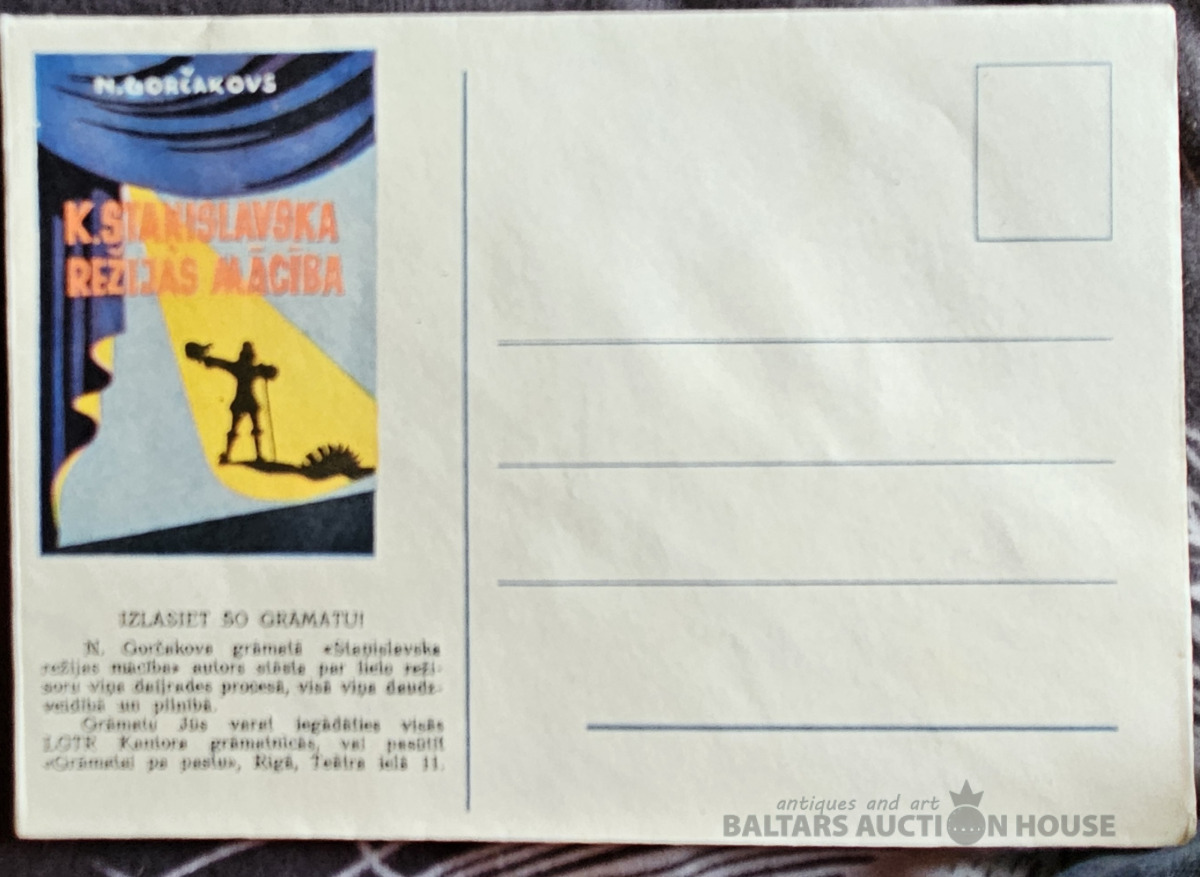 N. GORČAKOVS
K. STAŅISLAVSKA
REŽIJAS MĀCĪBA
IZLASIET ŠO GRĀMATU!
N. Gorčakovs grāmatā «Staņislavska
režijas mācība» autors stāsta par lielo reži-
soru viņa daiļrades procesā, visā viņa daudz-
veidībā un pilnībā.
Grāmatu Jūs varat iegādāties visās
LGTR Kantora grāmatnīcās, vai pasūtīt
«Grāmatai pa pastu», Rīgā, Teātra ielā 11.
antiques and art
BALTARS AUCTION HOUSE